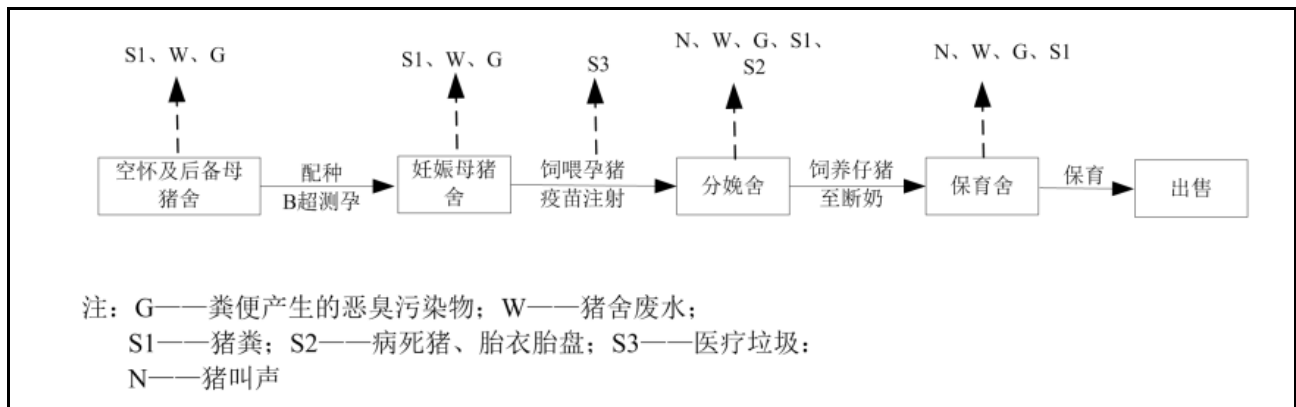 S1、W、G
S1、W、G
S3
N、W、G、S1、
S2
N、W、G、S1
空怀及后备母
猪舍
配种
B超测孕
妊娠母猪
舍
饲喂孕猪
疫苗注射
分娩舍
饲养仔猪
至断奶
保育舍
保育
出售
注：G——粪便产生的恶臭污染物；W——猪舍废水；
S1——猪粪；S2——病死猪、胎衣胎盘；S3——医疗垃圾：
N——猪叫声